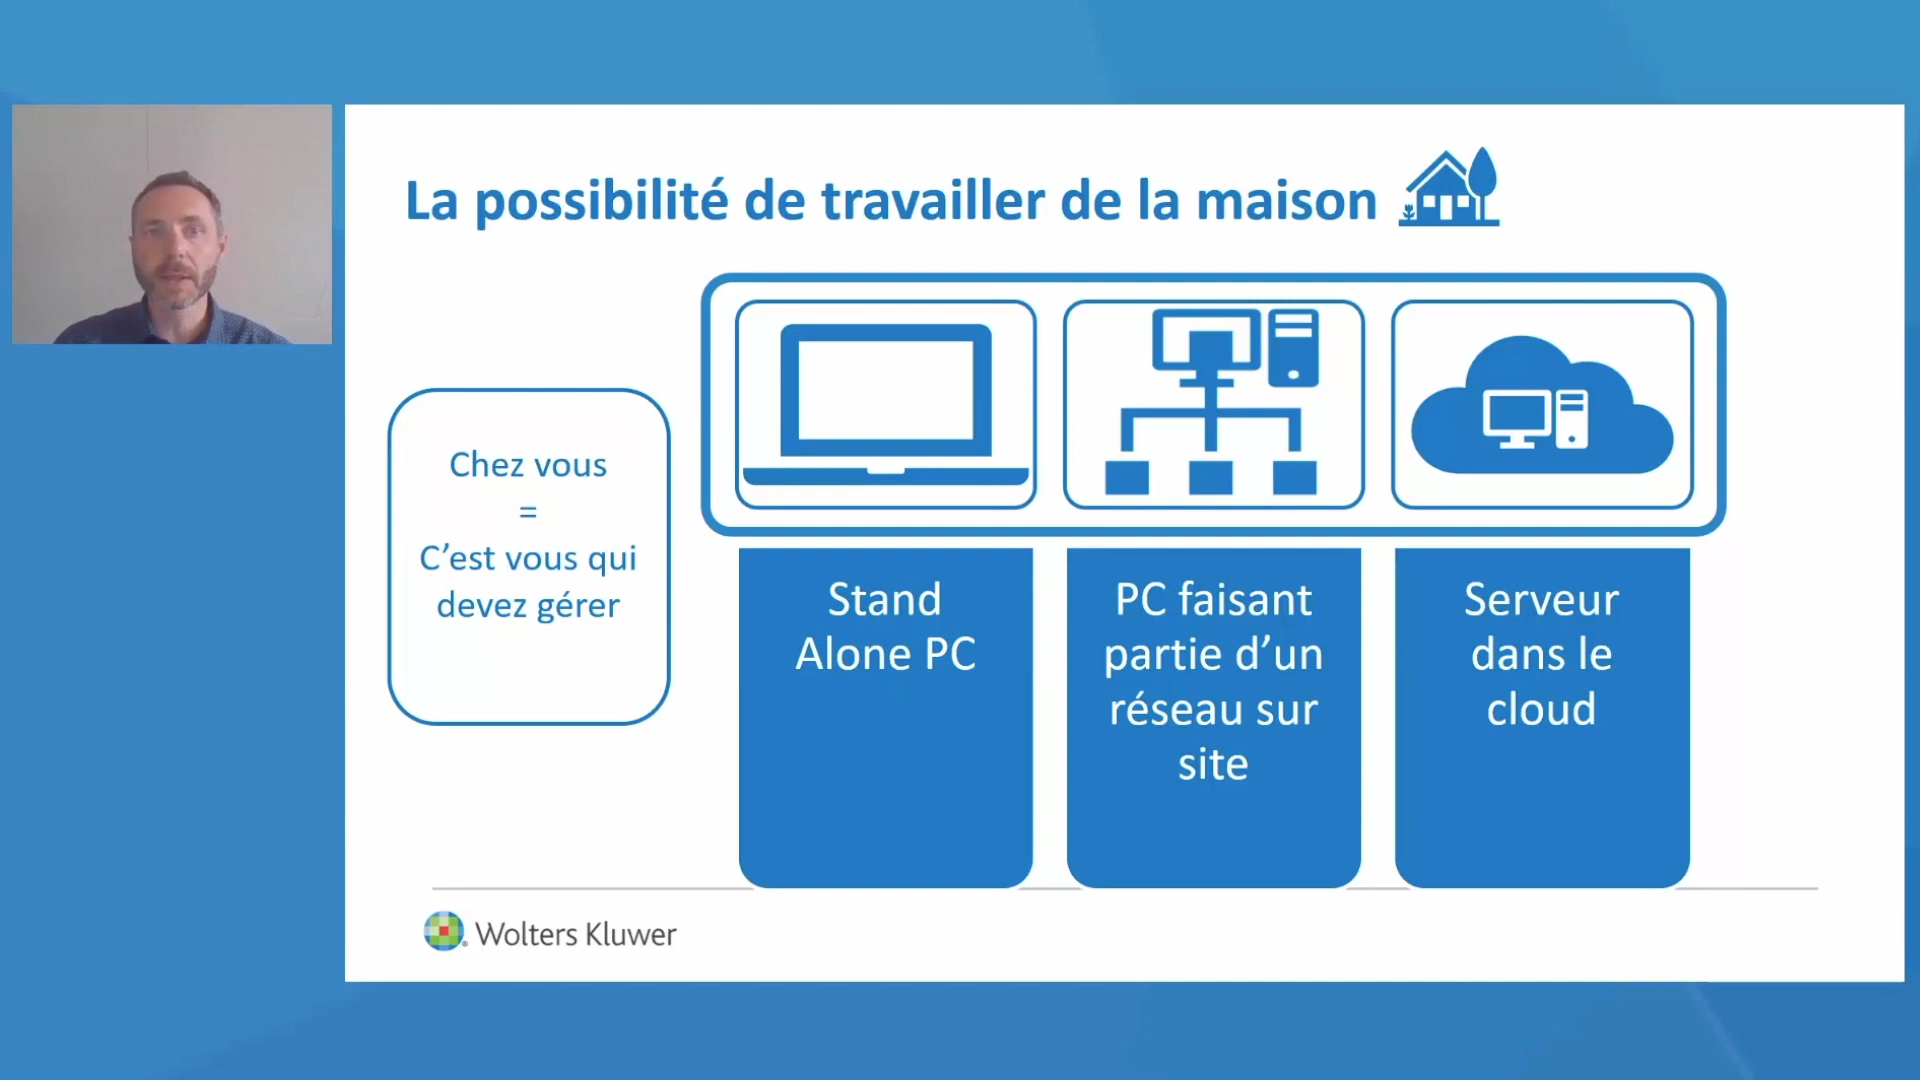 La possibilité de travailler de la maison
Chez vous
=
C’est vous qui
devez gérer
Stand
Alone PC
PC faisant
partie d’un
réseau sur
site
Serveur
dans le
cloud
Wolters Kluwer